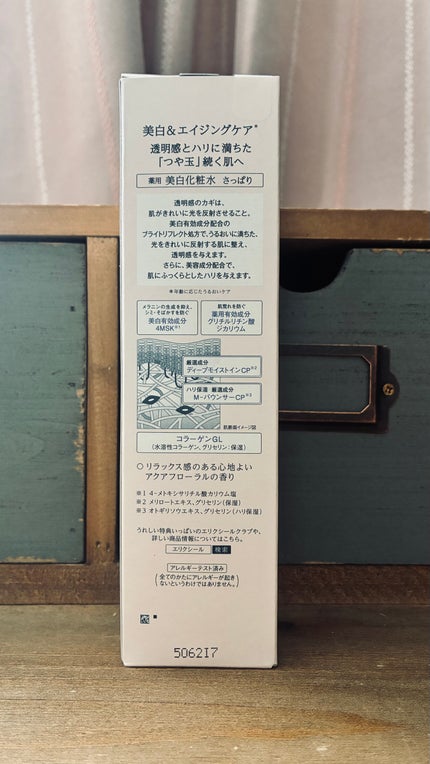 美白&エイジングケア*
透明感とハリに満ちた
「つや玉」続く肌へ
薬用 美白化粧水 さっぱり
透明感のカギは、
肌がきれいに光を反射させること。
美白有効成分配合の
ブライトリフレクト処方で、うるおいに満ちた、
光をきれいに反射する肌に整え、
透明感を与えます。
さらに、美容成分配合で、
肌にふっくらとしたハリを与えます。
*年齢に応じたうるおいケア
メラニンの生成を抑え、
シミ・そばかすを防ぐ
美白有効成分
4MSK※1
肌荒れを防ぐ
薬用有効成分
グリチルリチン酸
ジカリウム
厳選成分
ディープモイストインCP※2
ハリ保湿 厳選成分
M-バウンサーCP※3
肌断面イメージ図
コラーゲンGL
(水溶性コラーゲン、グリセリン:保湿)
○リラックス感のある心地よい
アクアフローラルの香り
※1 4-メトキシサリチル酸カリウム塩
※2 メリロートエキス、グリセリン(保湿)
※3 オトギリソウエキス、グリセリン(ハリ保湿)
うれしい特典いっぱいのエリクシールクラブや、
詳しい商品情報についてはこちら。
エリクシール 検索
アレルギーテスト済み
(全てのかたにアレルギーが起き
ないというわけではありません。)
506217